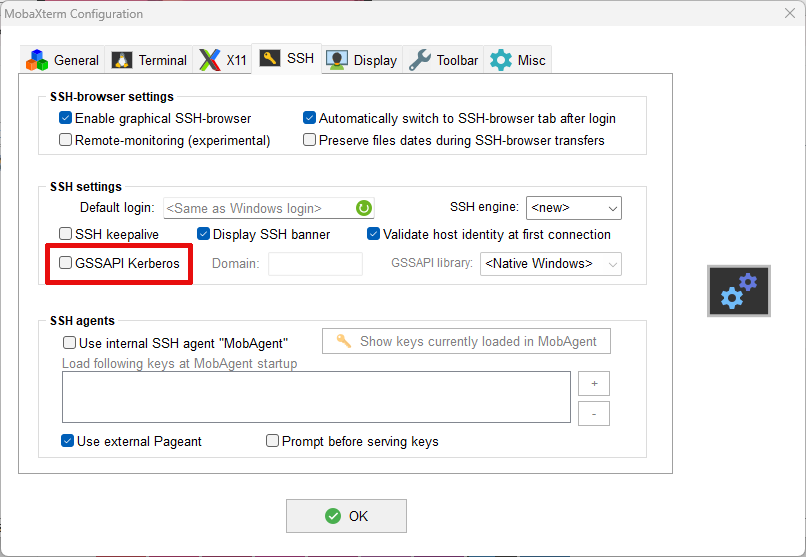 MobaXterm Configuration
General Terminal X11 SSH Display Toolbar Misc
SSH-browser settings
Enable graphical SSH-browser Automatically switch to SSH-browser tab after login
Remote-monitoring (experimental) Preserve files dates during SSH-browser transfers
SSH settings
Default login: <Same as Windows login> SSH engine: <new>
SSH keepalive Display SSH banner Validate host identity at first connection
GSSAPI Kerberos Domain: GSSAPI library: <Native Windows>
SSH agents
Use internal SSH agent "MobAgent" Show keys currently loaded in MobAgent
Load following keys at MobAgent startup
+
-
Use external Pageant Prompt before serving keys
OK